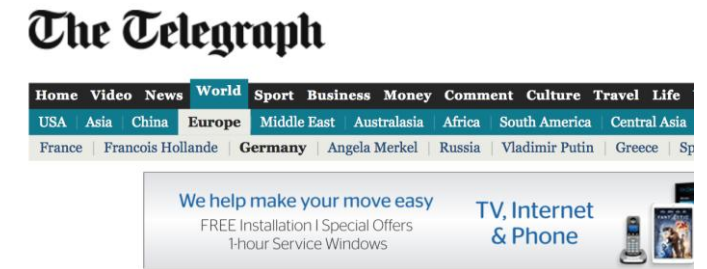 The Telegraph
Home Video News World Sport Business Money Comment Culture Travel Life
USA Asia China Europe Middle East Australasia Africa South America Central Asia
France Francois Hollande Germany Angela Merkel Russia Vladimir Putin Greece Sp
We help make your move easy
FREE Installation I Special Offers
1-hour Service Windows
TV, Internet
& Phone